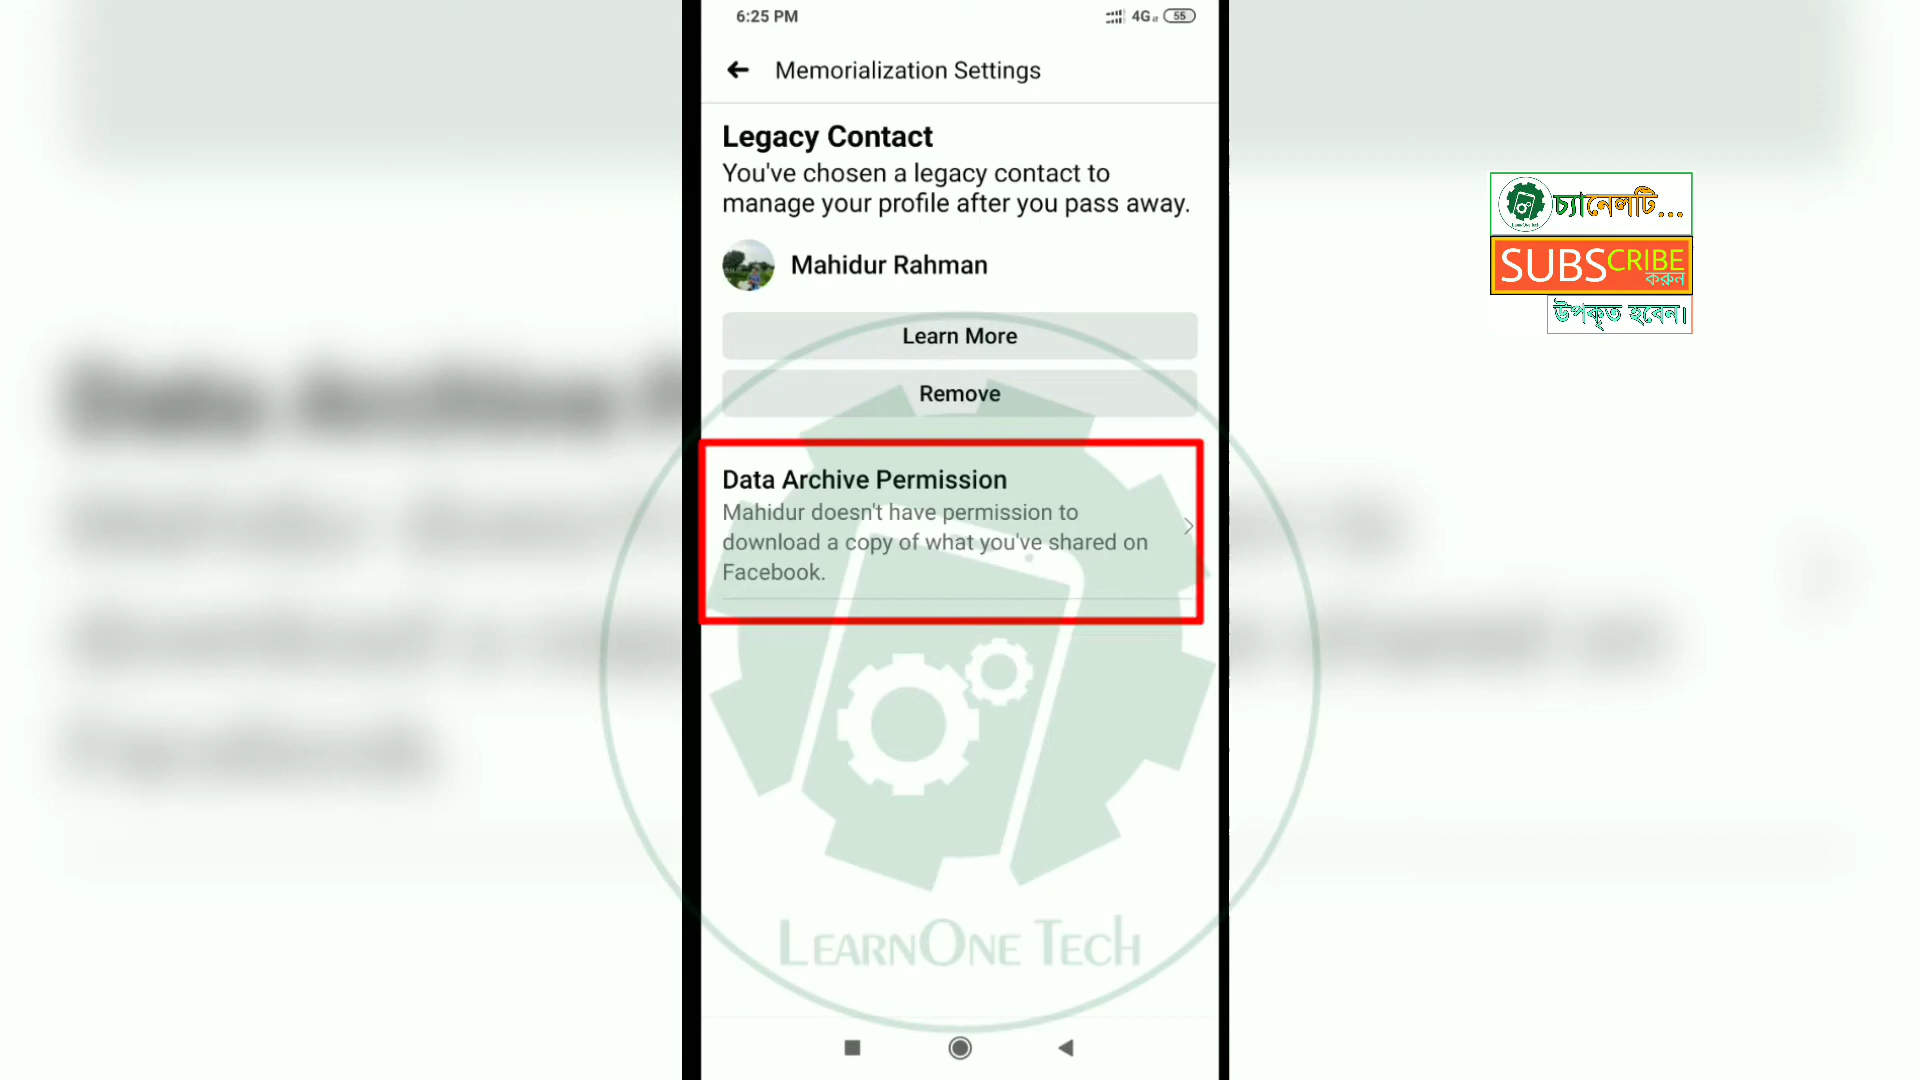 6:25 PM
4G
55
Memorialization Settings
Legacy Contact
You've chosen a legacy contact to
manage your profile after you pass away.
Mahidur Rahman
Learn More
Remove
Data Archive Permission
Mahidur doesn't have permission to
download a copy of what you've shared on
Facebook.
LEARNONE TECH
চ্যানেলটি...
SUBSCRIBE
করুন
উপকৃত হবেন।